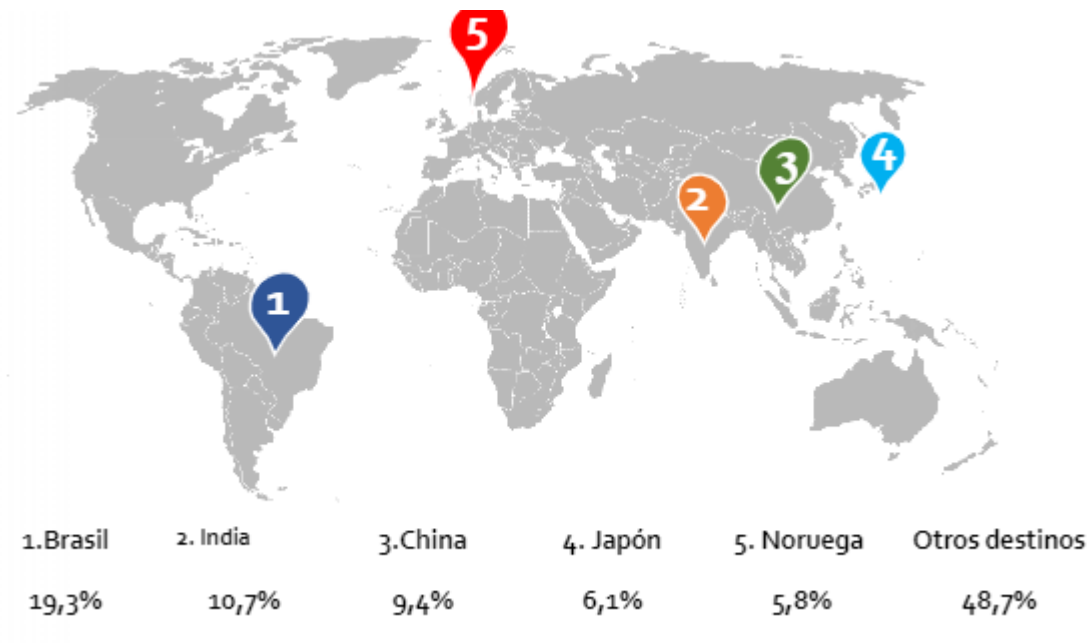 5
4
3
2
1
1.Brasil 2. India 3.China 4. Japón 5. Noruega Otros destinos
19,3% 10,7% 9,4% 6,1% 5,8% 48,7%